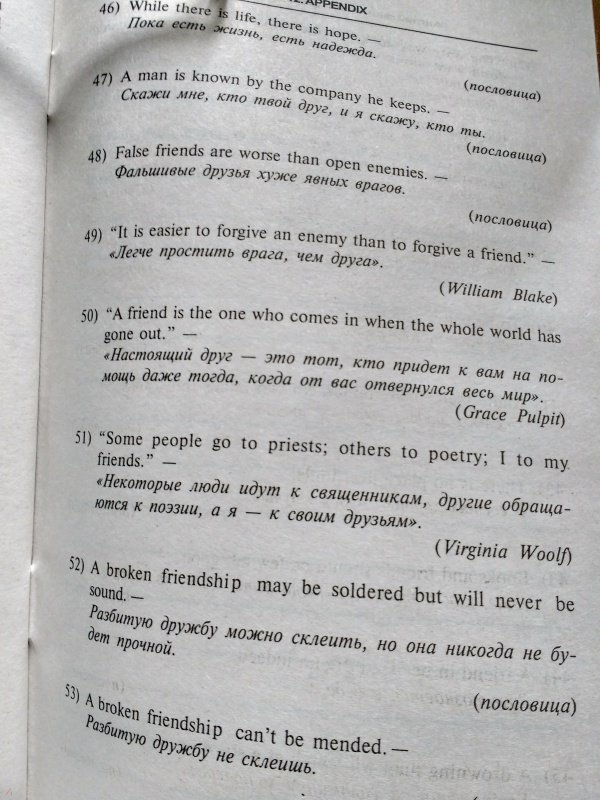 12. APPENDIX
46) While there is life, there is hope. —
Пока есть жизнь, есть надежда.
(пословица)
47) A man is known by the company he keeps. —
Скажи мне, кто твой друг, и я скажу, кто ты.
(пословица)
48) False friends are worse than open enemies. —
Фальшивые друзья хуже явных врагов.
(пословица)
49) “It is easier to forgive an enemy than to forgive a friend.” —
«Легче простить врага, чем друга».
(William Blake)
50) “A friend is the one who comes in when the whole world has
gone out.” —
«Настоящий друг — это тот, кто придет к вам на по-
мощь даже тогда, когда от вас отвернулся весь мир».
(Grace Pulpit)
51) “Some people go to priests; others to poetry; I to my
friends.” —
«Некоторые люди идут к священникам, другие обраща-
ются к поэзии, а я — к своим друзьям».
(Virginia Woolf)
52) A broken friendship may be soldered but will never be
sound. —
Разбитую дружбу можно склеить, но она никогда не бу-
дет прочной.
(пословица)
53) A broken friendship can't be mended. —
Разбитую дружбу не склеишь.